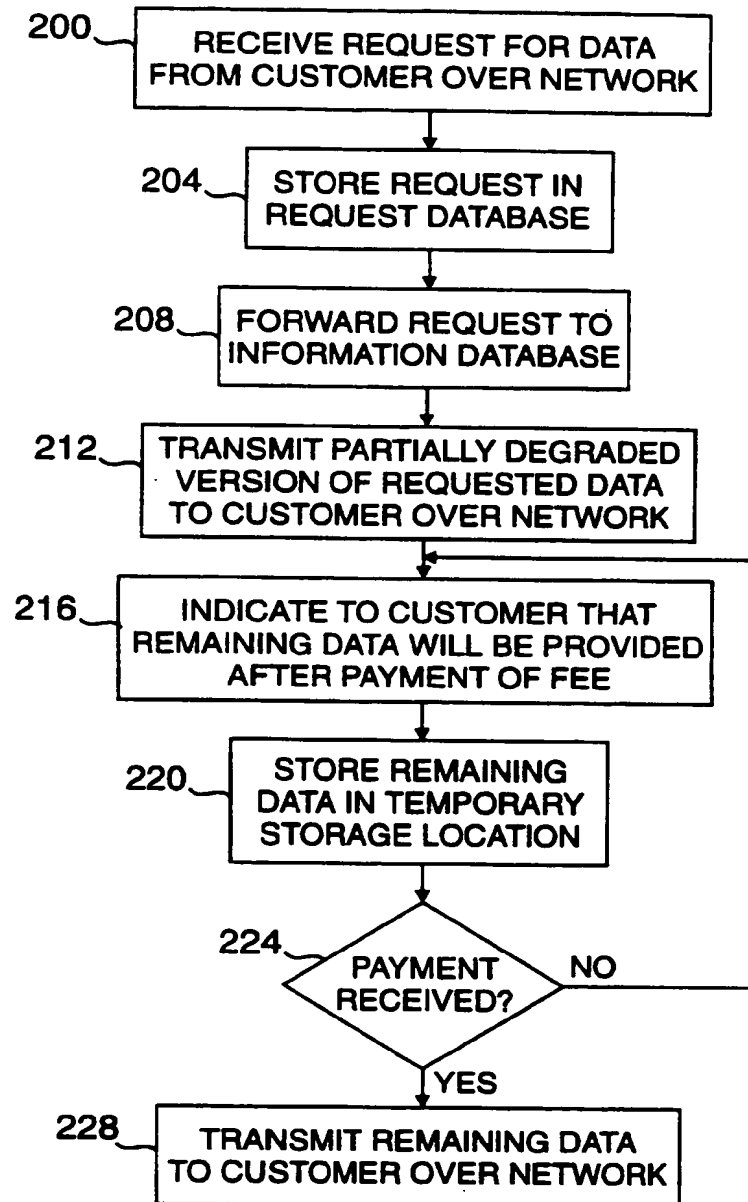 200
RECEIVE REQUEST FOR DATA
FROM CUSTOMER OVER NETWORK
204
STORE REQUEST IN
REQUEST DATABASE
208
FORWARD REQUEST TO
INFORMATION DATABASE
212
TRANSMIT PARTIALLY DEGRADED
VERSION OF REQUESTED DATA
TO CUSTOMER OVER NETWORK
216
INDICATE TO CUSTOMER THAT
REMAINING DATA WILL BE PROVIDED
AFTER PAYMENT OF FEE
220
STORE REMAINING
DATA IN TEMPORARY
STORAGE LOCATION
224
PAYMENT
RECEIVED?
NO
YES
228
TRANSMIT REMAINING DATA
TO CUSTOMER OVER NETWORK